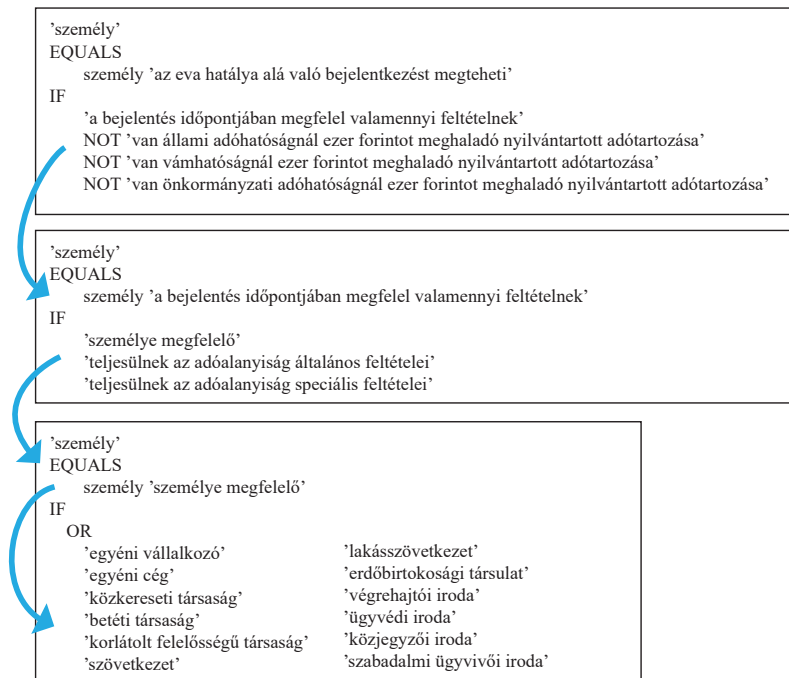 ’személy’
EQUALS
személy ’az eva hatálya alá való bejelentkezést megteheti’
IF
’a bejelentés időpontjában megfelel valamennyi feltételnek’
NOT ’van állami adóhatóságnál ezer forintot meghaladó nyilvántartott adótartozása’
NOT ’van vámhatóságnál ezer forintot meghaladó nyilvántartott adótartozása’
NOT ’van önkormányzati adóhatóságnál ezer forintot meghaladó nyilvántartott adótartozása’
’személy’
EQUALS
személy ’a bejelentés időpontjában megfelel valamennyi feltételnek’
IF
’személye megfelelő’
’teljesülnek az adóalanyiság általános feltételei’
’teljesülnek az adóalanyiság speciális feltételei’
’személy’
EQUALS
személy ’személye megfelelő’
IF
OR
’egyéni vállalkozó’
’egyéni cég’
’közkereseti társaság’
’betéti társaság’
’korlátolt felelősségű társaság’
’szövetkezet’
’lakásszövetkezet’
’erdőbirtokosági társulat’
’végrehajtói iroda’
’ügyvédi iroda’
’közjegyzői iroda’
’szabadalmi ügyvivői iroda’